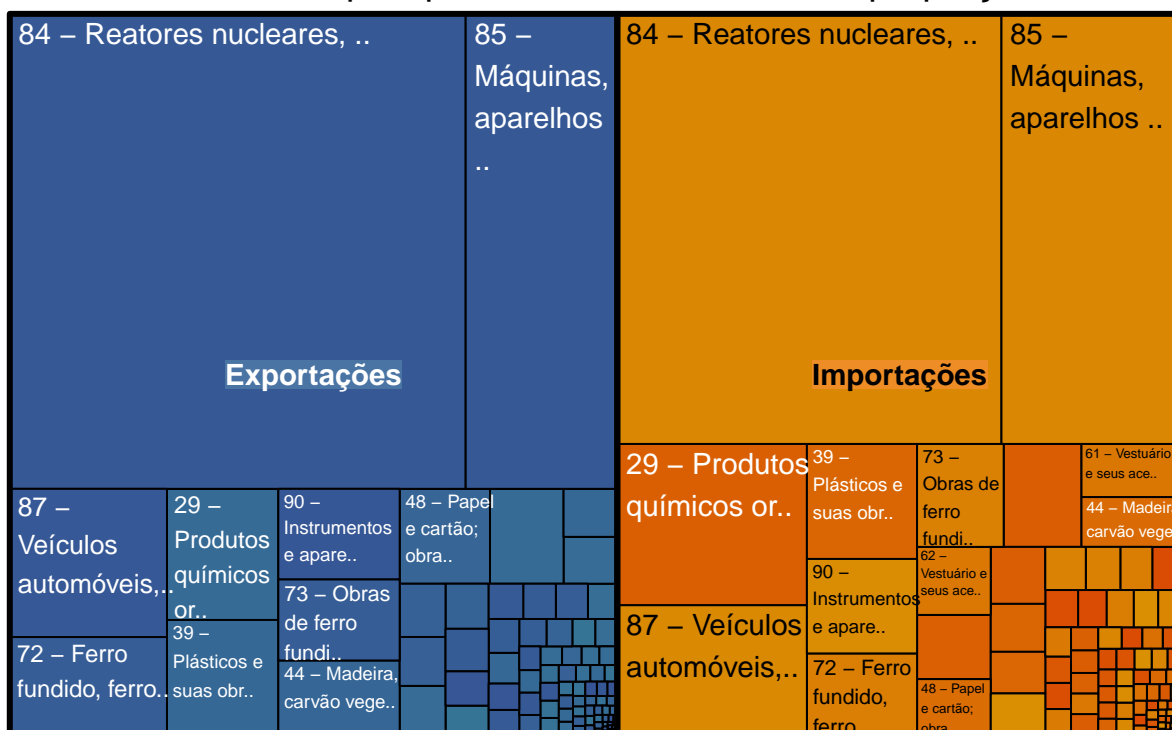 84 – Reatores nucleares, ..
85 –
Máquinas,
aparelhos
..
Exportações
87 –
Veículos
automóveis,..
72 – Ferro
fundido, ferro..
29 –
Produtos
químicos
or..
39 –
Plásticos e
suas obr..
90 –
Instrumentos
e apare..
73 – Obras
de ferro
fundi..
44 – Madeira,
carvão vege..
48 – Papel
e cartão;
obra..
84 – Reatores nucleares, ..
85 –
Máquinas,
aparelhos ..
Importações
29 – Produtos
químicos or..
87 – Veículos
automóveis,..
39 –
Plásticos e
suas obr..
90 –
Instrumentos
e apare..
72 – Ferro
fundido,
ferro
73 –
Obras de
ferro
fundi..
62 –
Vestuário e
seus ace..
48 – Papel
e cartão;
obra
61 – Vestuário
e seus ace..
44 – Madeira
carvão vege